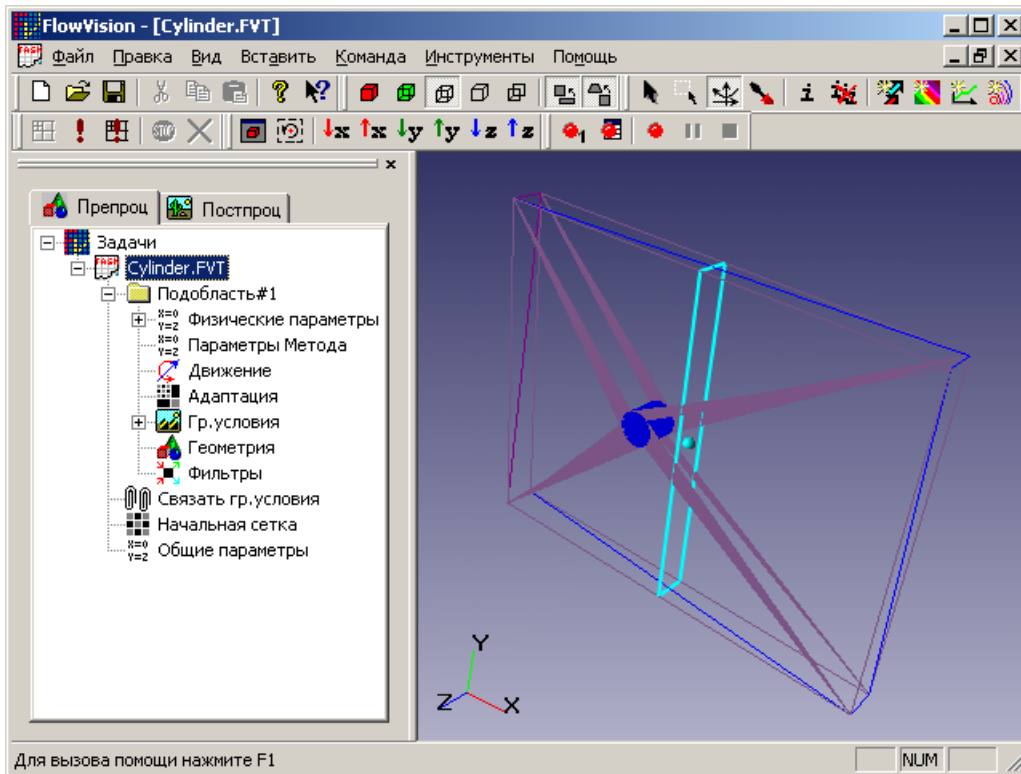 FlowVision - [Cylinder.FVT]
Файл Правка Вид Вставить Команда Инструменты Помощь
x x y y z z
Препроц Постпроц
Задачи
Cylinder.FVT
Подобласть#1
Физические параметры
Параметры Метода
Движение
Адаптация
Гр.условия
Геометрия
Фильтры
Связать гр.условия
Начальная сетка
Общие параметры
Y
Z X
Для вызова помощи нажмите F1 NUM